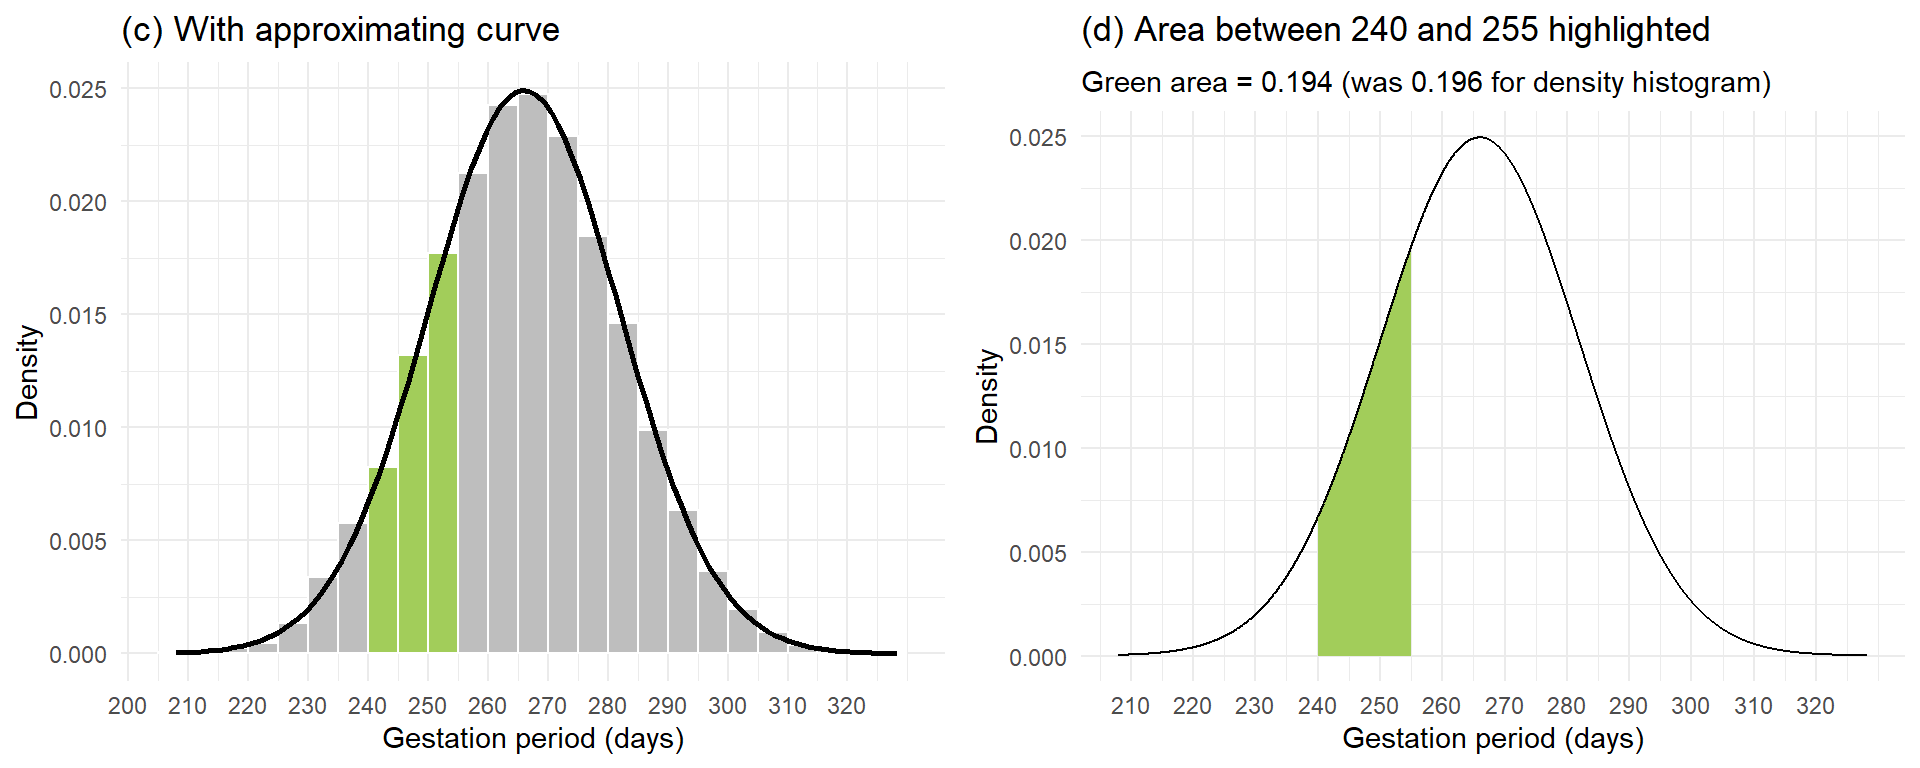 (c) With approximating curve
0.025
0.020
0.015
0.010
0.005
0.000
Density
200 210 220 230 240 250 260 270 280 290 300 310 320
Gestation period (days)
(d) Area between 240 and 255 highlighted
Green area = 0.194 (was 0.196 for density histogram)
0.025
0.020
0.015
0.010
0.005
0.000
Density
210 220 230 240 250 260 270 280 290 300 310 320
Gestation period (days)